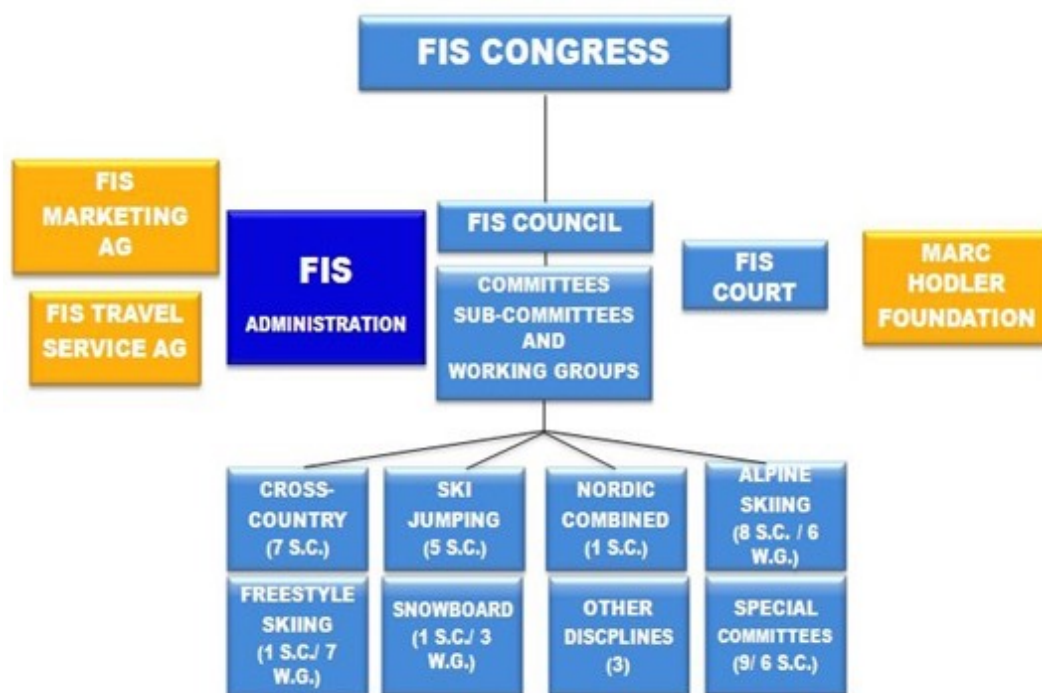 FIS CONGRESS
FIS
MARKETING
AG
FIS TRAVEL
SERVICE AG
FIS
ADMINISTRATION
FIS COUNCIL
COMMITTEES
SUB-COMMITTEES
AND
WORKING GROUPS
FIS
COURT
MARC
HODLER
FOUNDATION
CROSS-
COUNTRY
(7 S.C.)
SKI
JUMPING
(5 S.C.)
NORDIC
COMBINED
(1 S.C.)
ALPINE
SKIING
(8 S.C. / 6
W.G.)
FREESTYLE
SKIING
(1 S.C./ 7
W.G.)
SNOWBOARD
(1 S.C./ 3
W.G.)
OTHER
DISCPLINES
(3)
SPECIAL
COMMITTEES
(9/ 6 S.C.)